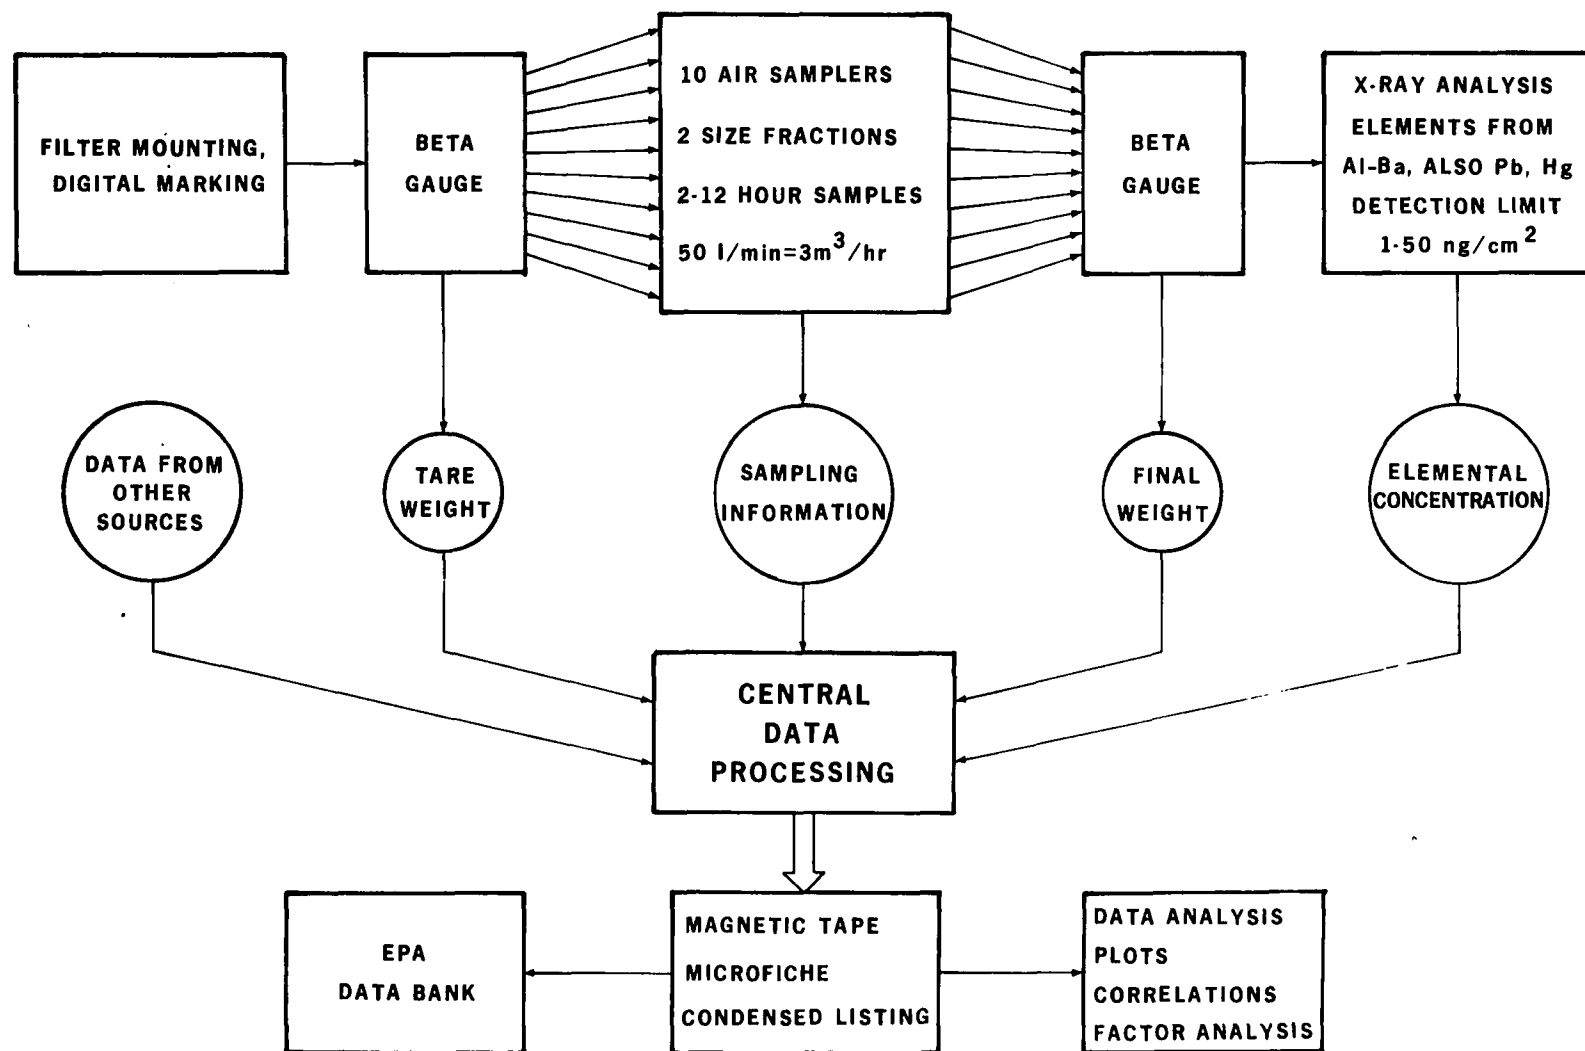 FILTER MOUNTING,
DIGITAL MARKING
BETA
GAUGE
10 AIR SAMPLERS
2 SIZE FRACTIONS
2-12 HOUR SAMPLES
50 l/min=3m³/hr
BETA
GAUGE
X-RAY ANALYSIS
ELEMENTS FROM
Al-Ba, ALSO Pb, Hg
DETECTION LIMIT
1-50 ng/cm²
DATA FROM
OTHER
SOURCES
TARE
WEIGHT
SAMPLING
INFORMATION
FINAL
WEIGHT
ELEMENTAL
CONCENTRATION
CENTRAL
DATA
PROCESSING
EPA
DATA BANK
MAGNETIC TAPE
MICROFICHE
CONDENSED LISTING
DATA ANALYSIS
PLOTS
CORRELATIONS
FACTOR ANALYSIS